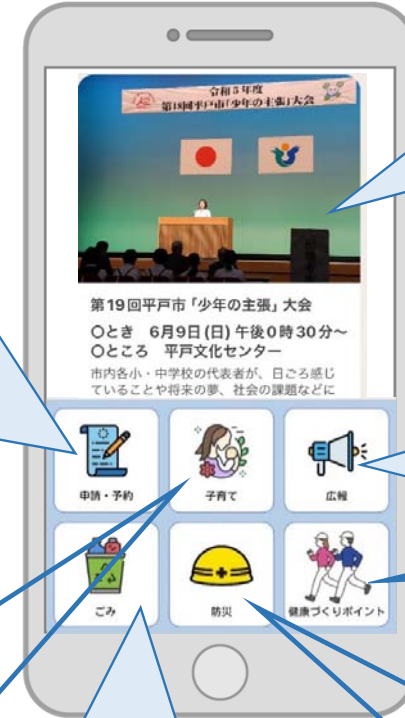 令和5年度
第18回平戸市「少年の主張」大会
第19回平戸市「少年の主張」大会
〇とき 6月9日(日)午後0時30分~
〇ところ 平戸文化センター
市内各小・中学校の代表者が、日ごろ感じ
ていることや将来の夢、社会の課題などに
申請・予約
子育て
広報
ごみ
防災
健康づくりポイント